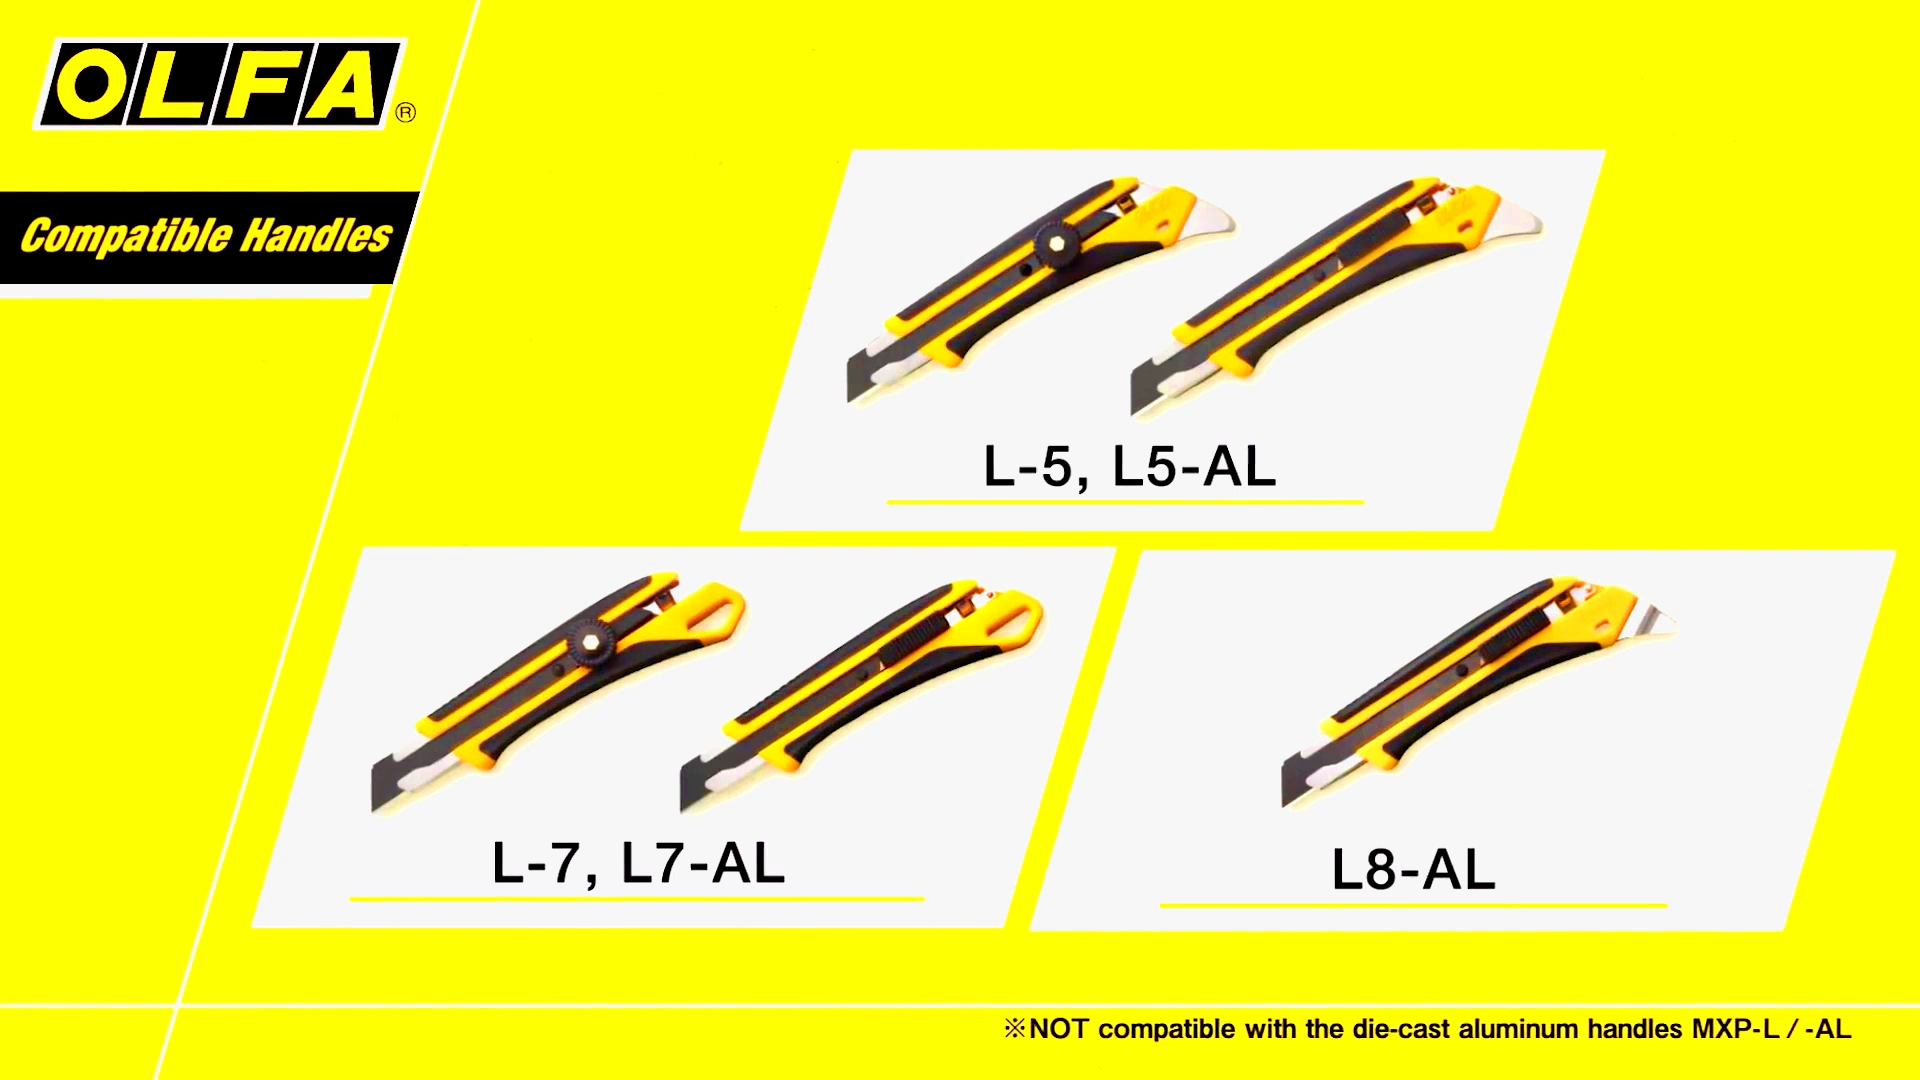 OLFA®
Compatible Handles
L-5, L5-AL
L-7, L7-AL
L8-AL
※NOT compatible with the die-cast aluminum handles MXP-L / -AL